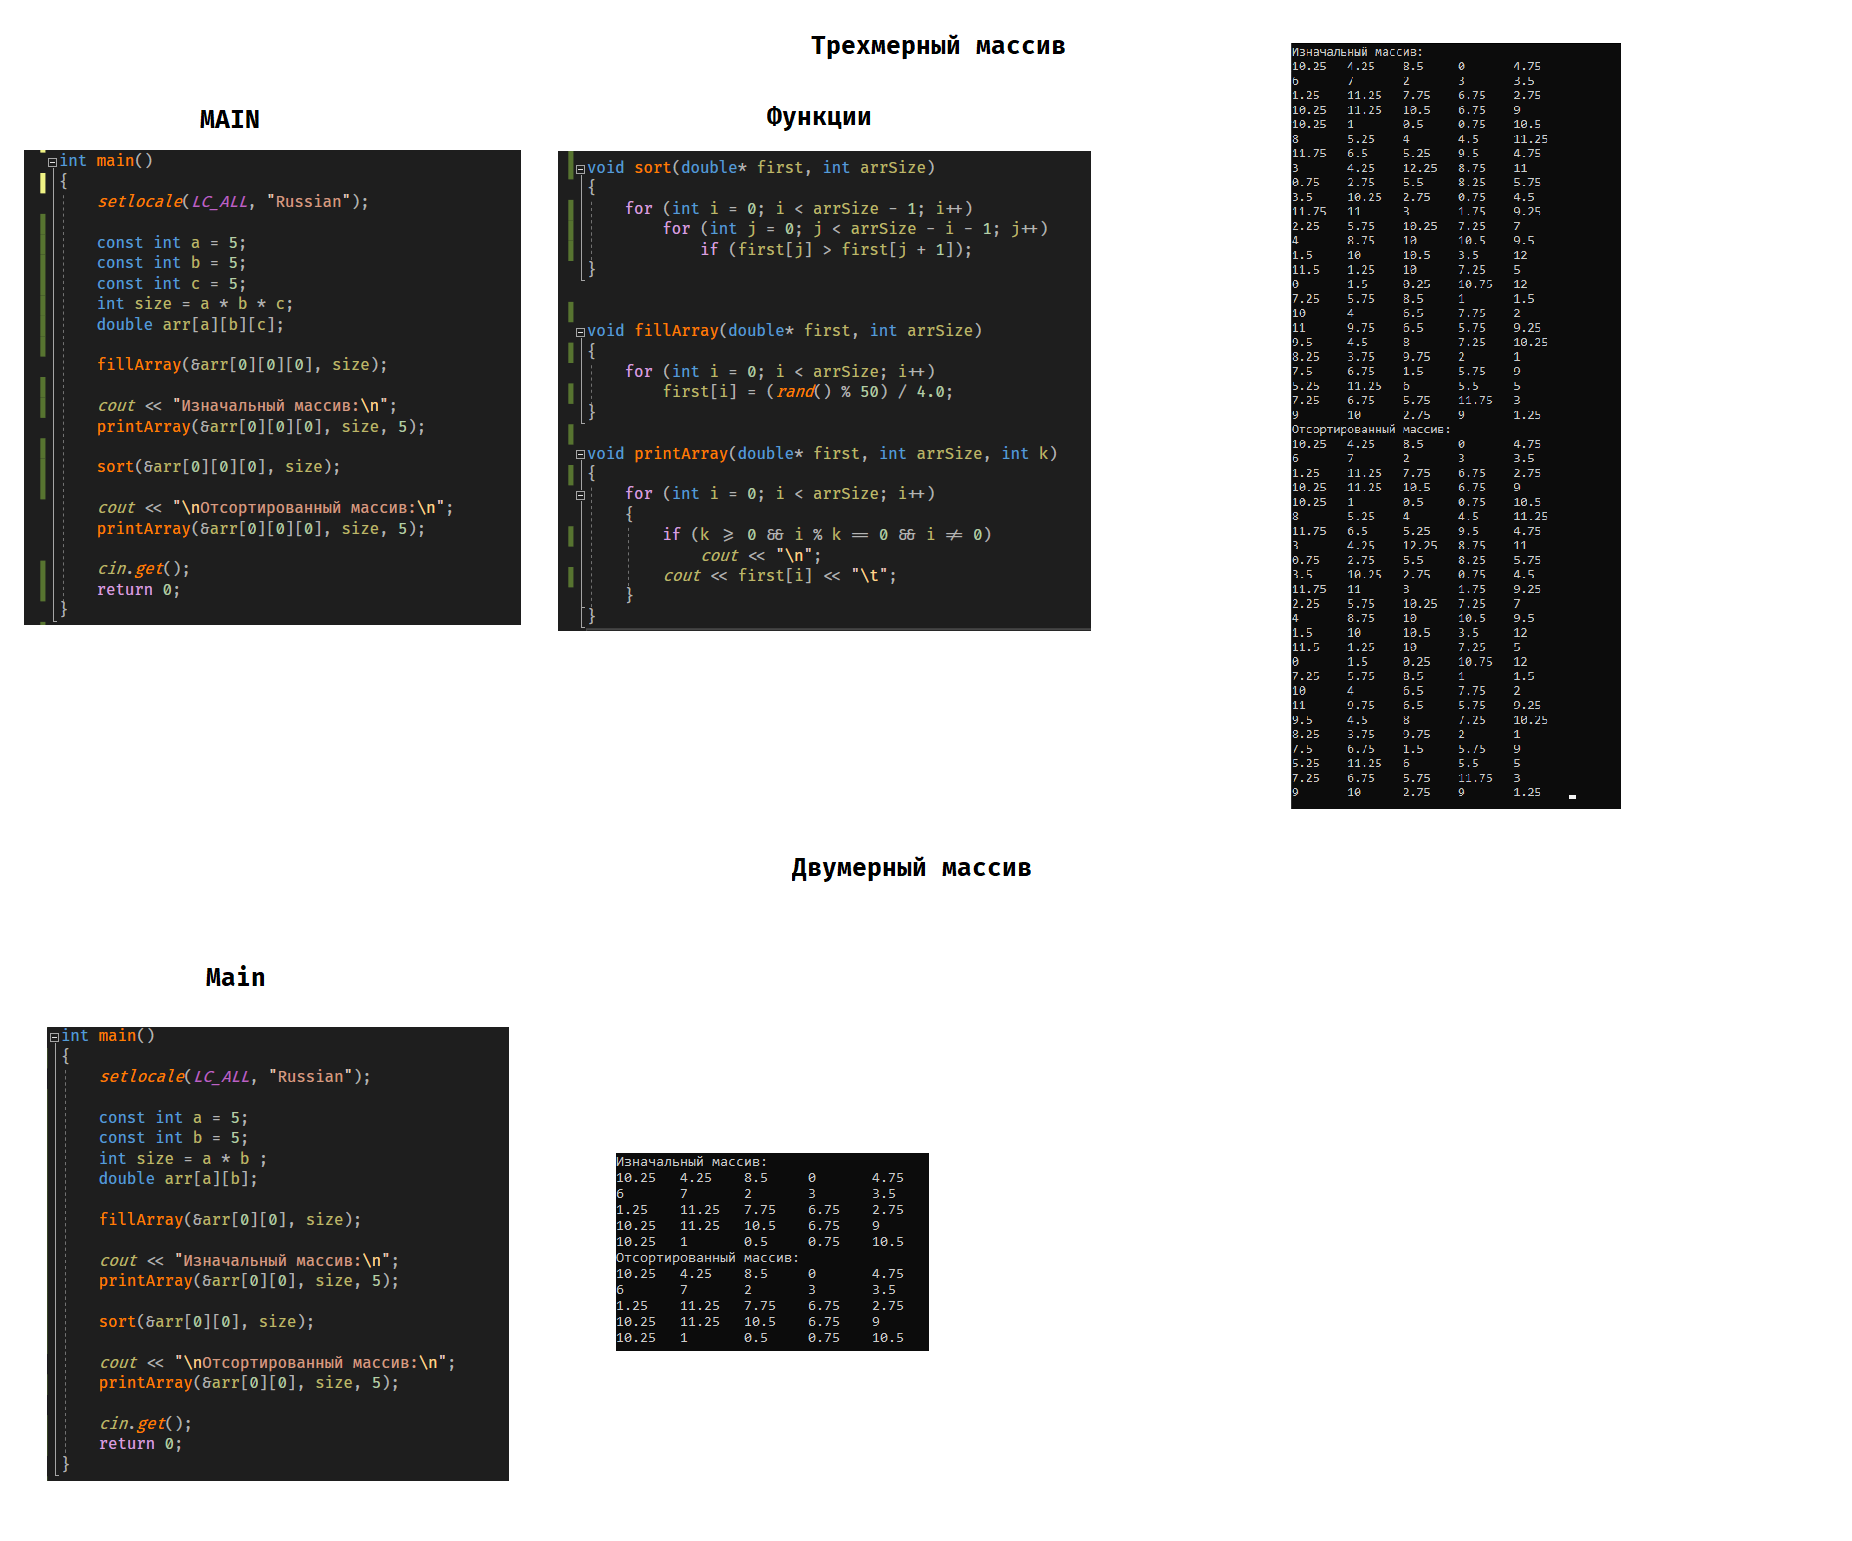 Трехмерный массив
MAIN
int main()
{
setlocale(LC_ALL, "Russian");
const int a = 5;
const int b = 5;
const int c = 5;
int size = a * b * c;
double arr[a][b][c];
fillArray(&arr[0][0][0], size);
cout << "Изначальный массив:\n";
printArray(&arr[0][0][0], size, 5);
sort(&arr[0][0][0], size);
cout << "\nОтсортированный массив:\n";
printArray(&arr[0][0][0], size, 5);
cin.get();
return 0;
}
Функции
void sort(double* first, int arrSize)
{
for (int i = 0; i < arrSize - 1; i++)
for (int j = 0; j < arrSize - i - 1; j++)
if (first[j] > first[j + 1]);
}
void fillArray(double* first, int arrSize)
{
for (int i = 0; i < arrSize; i++)
first[i] = (rand() % 50) / 4.0;
}
void printArray(double* first, int arrSize, int k)
{
for (int i = 0; i < arrSize; i++)
{
if (k >= 0 && i % k == 0 && i != 0)
cout << "\n";
cout << first[i] << "\t";
}
}
Изначальный массив:
10.25 4.25 8.5 0 4.75
6 7 2 3 3.5
1.25 11.25 7.75 6.75 2.75
10.25 11.25 10.5 6.75 9
10.25 1 0.5 0.75 10.5
8 5.25 4 4.5 11.25
11.75 6.5 5.25 9.5 4.75
3 4.25 12.25 8.75 11
0.75 2.75 5.5 8.25 5.75
3.5 10.25 2.75 0.75 4.5
11.75 11 3 1.75 9.25
2.25 5.75 10.25 7.25 7
4 8.75 10 10.5 9.5
1.5 10 10.5 3.5 12
11.5 1.25 10 7.25 5
0 1.5 0.25 10.75 12
7.25 5.75 8.5 1 1.5
10 4 6.5 7.75 2
11 9.75 6.5 5.75 9.25
9.5 4.5 8 7.25 10.25
8.25 3.75 9.75 2 1
7.5 6.75 1.5 5.75 9
5.25 11.25 6 5.5 5
7.25 6.75 5.75 11.75 3
9 10 2.75 9 1.25
Отсортированный массив:
10.25 4.25 8.5 0 4.75
6 7 2 3 3.5
1.25 11.25 7.75 6.75 2.75
10.25 11.25 10.5 6.75 9
10.25 1 0.5 0.75 10.5
8 5.25 4 4.5 11.25
11.75 6.5 5.25 9.5 4.75
3 4.25 12.25 8.75 11
0.75 2.75 5.5 8.25 5.75
3.5 10.25 2.75 0.75 4.5
11.75 11 3 1.75 9.25
2.25 5.75 10.25 7.25 7
4 8.75 10 10.5 9.5
1.5 10 10.5 3.5 12
11.5 1.25 10 7.25 5
0 1.5 0.25 10.75 12
7.25 5.75 8.5 1 1.5
10 4 6.5 7.75 2
11 9.75 6.5 5.75 9.25
9.5 4.5 8 7.25 10.25
8.25 3.75 9.75 2 1
7.5 6.75 1.5 5.75 9
5.25 11.25 6 5.5 5
7.25 6.75 5.75 11.75 3
9 10 2.75 9 1.25
Двумерный массив
Main
int main()
{
setlocale(LC_ALL, "Russian");
const int a = 5;
const int b = 5;
int size = a * b ;
double arr[a][b];
fillArray(&arr[0][0], size);
cout << "Изначальный массив:\n";
printArray(&arr[0][0], size, 5);
sort(&arr[0][0], size);
cout << "\nОтсортированный массив:\n";
printArray(&arr[0][0], size, 5);
cin.get();
return 0;
}
Изначальный массив:
10.25 4.25 8.5 0 4.75
6 7 2 3 3.5
1.25 11.25 7.75 6.75 2.75
10.25 11.25 10.5 6.75 9
10.25 1 0.5 0.75 10.5
Отсортированный массив:
10.25 4.25 8.5 0 4.75
6 7 2 3 3.5
1.25 11.25 7.75 6.75 2.75
10.25 11.25 10.5 6.75 9
10.25 1 0.5 0.75 10.5